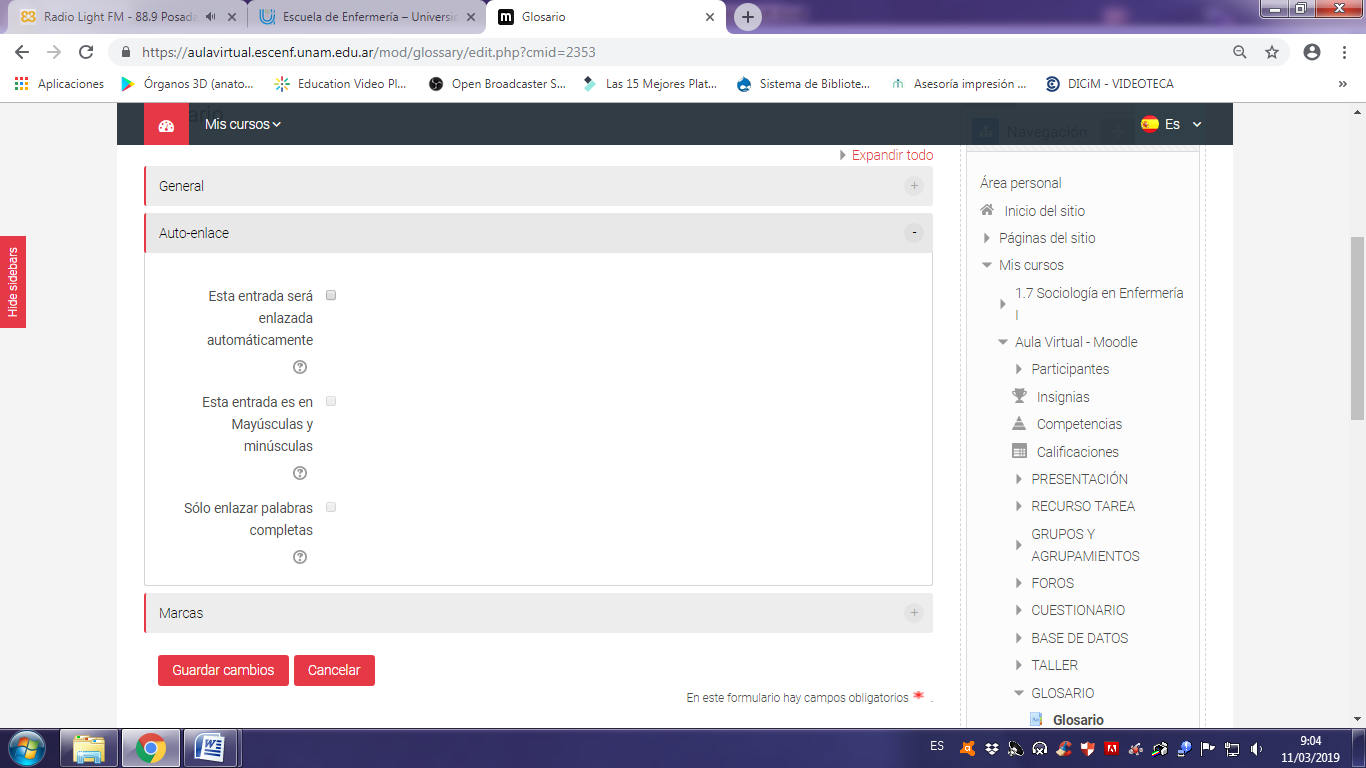 Radio Light FM - 88.9 Posada
Escuela de Enfermería – Universid
Glosario
https://aulavirtual.escenf.unam.edu.ar/mod/glossary/edit.php?cmid=2353
Aplicaciones
Órganos 3D (anato...
Education Video Pl...
Open Broadcaster S...
Las 15 Mejores Plat...
Sistema de Bibliote...
Asesoría impresión ...
DICiM - VIDEOTECA
»
Mis cursos
Es
Navegación
Expandir todo
General
Auto-enlace
Esta entrada será
enlazada
automáticamente
Esta entrada es en
Mayúsculas y
minúsculas
Sólo enlazar palabras
completas
Marcas
Guardar cambios
Cancelar
En este formulario hay campos obligatorios * .
Hide sidebars
Área personal
Inicio del sitio
Páginas del sitio
Mis cursos
1.7 Sociología en Enfermería
I
Aula Virtual - Moodle
Participantes
Insignias
Competencias
Calificaciones
PRESENTACIÓN
RECURSO TAREA
GRUPOS Y
AGRUPAMIENTOS
FOROS
CUESTIONARIO
BASE DE DATOS
TALLER
GLOSARIO
Glosario
ES
9:04
11/03/2019